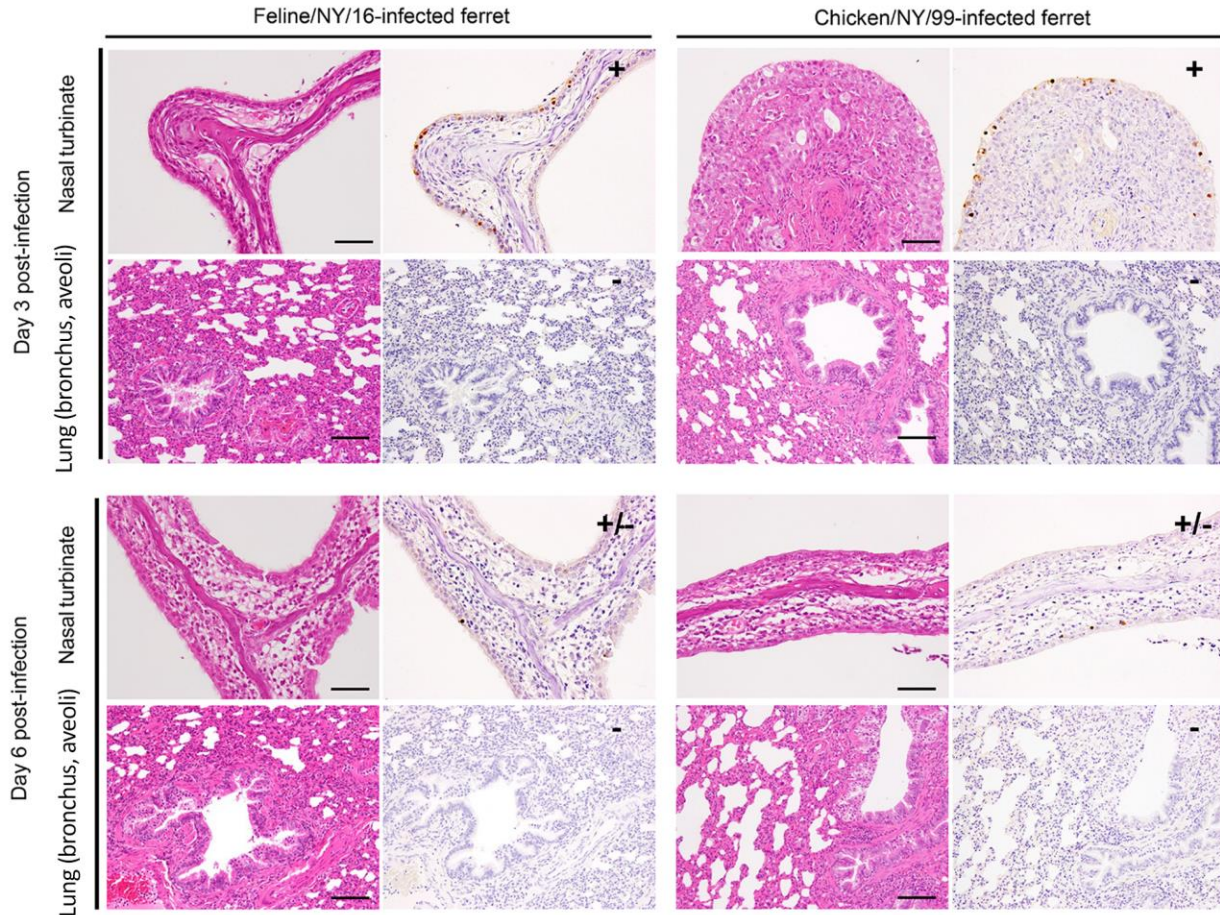 Feline/NY/16-infected ferret
Chicken/NY/99-infected ferret
Day 3 post-infection
Nasal turbinate
+
+
Lung (bronchus, aveoli)
-
-
Day 6 post-infection
Nasal turbinate
+/-
+/-
Lung (bronchus, aveoli)
-
-